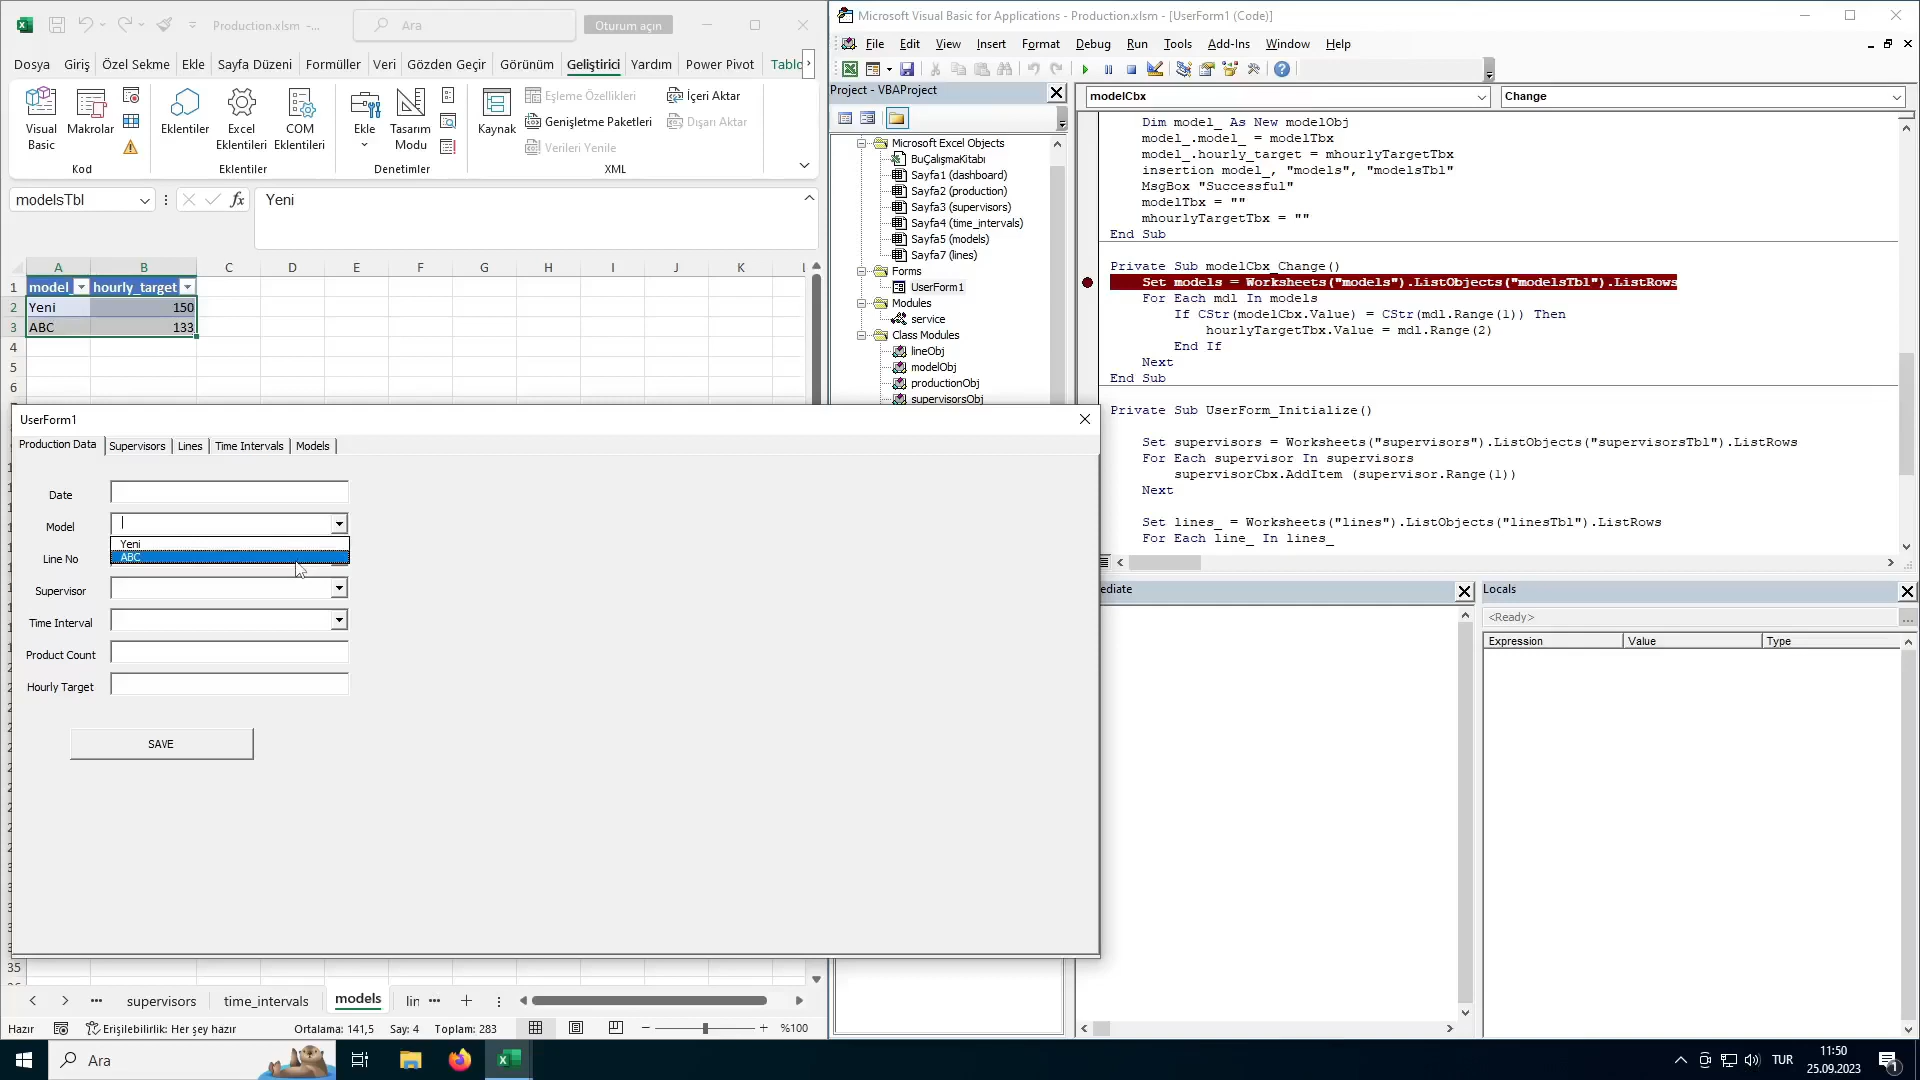 Production.xlsm -...
Ara
Oturum açın
Dosya
Giriş
Özel Sekme
Ekle
Sayfa Düzeni
Formüller
Veri
Gözden Geçir
Görünüm
Geliştirici
Yardım
Power Pivot
Tablo
Visual
Basic
Makrolar
Kod
Eklentiler
Excel
Eklentileri
COM
Eklentileri
Eklentiler
Ekle
Tasarım
Modu
Denetimler
Kaynak
Eşleme Özellikleri
Genişletme Paketleri
Verileri Yenile
İçeri Aktar
Dışarı Aktar
XML
modelsTbl
fx
Yeni
A B C D E F G H I J K L
1 model_ hourly_target
2 Yeni 150
3 ABC 133
4
5
6
UserForm1
Production Data
Supervisors
Lines
Time Intervals
Models
Date
Model
Yeni
ABC
Line No
Supervisor
Time Interval
Product Count
Hourly Target
SAVE
35
supervisors
time_intervals
models
lin
Hazır
Erişilebilirlik: Her şey hazır
Ortalama: 141,5
Say: 4
Toplam: 283
%100
Microsoft Visual Basic for Applications - Production.xlsm - [UserForm1 (Code)]
File
Edit
View
Insert
Format
Debug
Run
Tools
Add-Ins
Window
Help
Project - VBAProject
Microsoft Excel Objects
BuÇalışmaKitabı
Sayfa1 (dashboard)
Sayfa2 (production)
Sayfa3 (supervisors)
Sayfa4 (time_intervals)
Sayfa5 (models)
Sayfa7 (lines)
Forms
UserForm1
Modules
service
Class Modules
lineObj
modelObj
productionObj
supervisorsObj
modelCbx
Change
Dim model_ As New modelObj
model_.model_ = modelTbx
model_.hourly_target = mhourlyTargetTbx
insertion model_, "models", "modelsTbl"
MsgBox "Successful"
modelTbx = ""
mhourlyTargetTbx = ""
End Sub
Private Sub modelCbx_Change()
Set models = Worksheets("models").ListObjects("modelsTbl").ListRows
For Each mdl In models
If CStr(modelCbx.Value) = CStr(mdl.Range(1)) Then
hourlyTargetTbx.Value = mdl.Range(2)
End If
Next
End Sub
Private Sub UserForm_Initialize()
Set supervisors = Worksheets("supervisors").ListObjects("supervisorsTbl").ListRows
For Each supervisor In supervisors
supervisorCbx.AddItem (supervisor.Range(1))
Next
Set lines_ = Worksheets("lines").ListObjects("linesTbl").ListRows
For Each line_ In lines_
ediate
Locals
<Ready>
Expression
Value
Type
Ara
TUR
11:50
25.09.2023
1